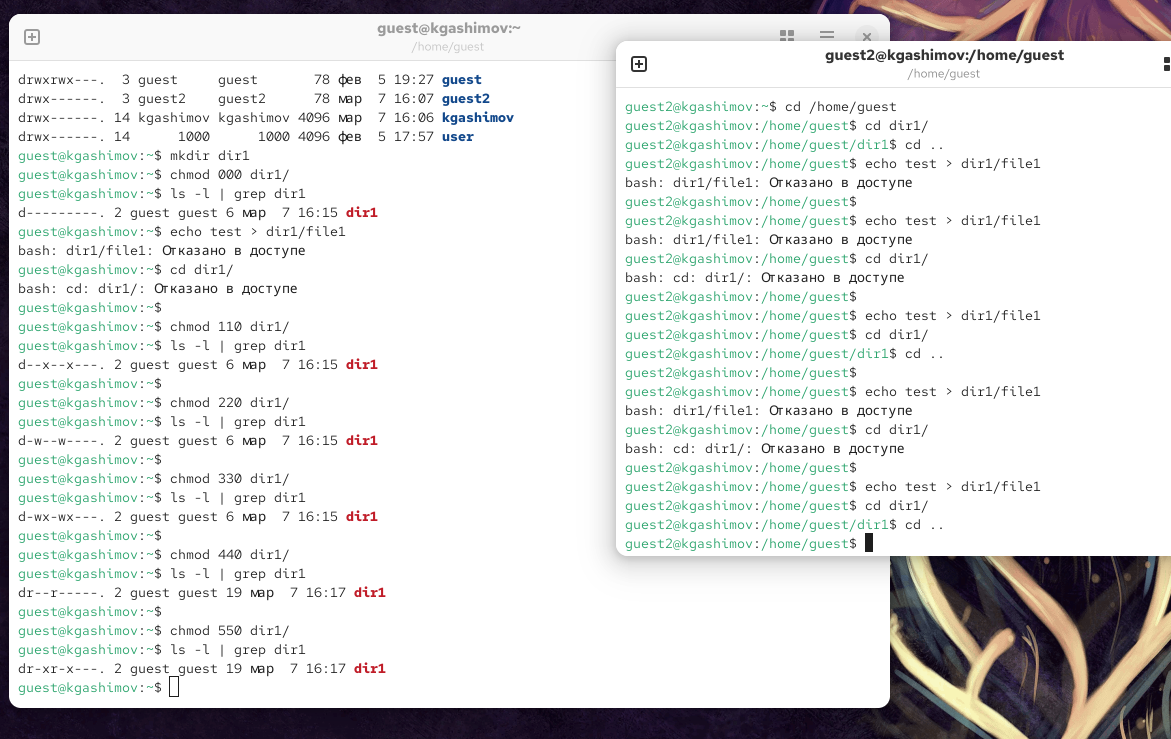 guest@kgashimov:~
/home/guest
drwxrwx---.  3 guest     guest       78 фев  5 19:27 guest
drwx------.  3 guest2    guest2      78 мар  7 16:07 guest2
drwx------. 14 kgashimov kgashimov 4096 мар  7 16:06 kgashimov
drwx------. 14      1000      1000 4096 фев  5 17:57 user
guest@kgashimov:~$ mkdir dir1
guest@kgashimov:~$ chmod 000 dir1/
guest@kgashimov:~$ ls -l | grep dir1
d---------. 2 guest guest 6 мар  7 16:15 dir1
guest@kgashimov:~$ echo test > dir1/file1
bash: dir1/file1: Отказано в доступе
guest@kgashimov:~$ cd dir1/
bash: cd: dir1/: Отказано в доступе
guest@kgashimov:~$
guest@kgashimov:~$ chmod 110 dir1/
guest@kgashimov:~$ ls -l | grep dir1
d--x--x---. 2 guest guest 6 мар  7 16:15 dir1
guest@kgashimov:~$
guest@kgashimov:~$ chmod 220 dir1/
guest@kgashimov:~$ ls -l | grep dir1
d-w--w----. 2 guest guest 6 мар  7 16:15 dir1
guest@kgashimov:~$
guest@kgashimov:~$ chmod 330 dir1/
guest@kgashimov:~$ ls -l | grep dir1
d-wx-wx---. 2 guest guest 6 мар  7 16:15 dir1
guest@kgashimov:~$
guest@kgashimov:~$ chmod 440 dir1/
guest@kgashimov:~$ ls -l | grep dir1
dr--r-----. 2 guest guest 19 мар  7 16:17 dir1
guest@kgashimov:~$
guest@kgashimov:~$ chmod 550 dir1/
guest@kgashimov:~$ ls -l | grep dir1
dr-xr-x---. 2 guest guest 19 мар  7 16:17 dir1
guest@kgashimov:~$
guest2@kgashimov:/home/guest
/home/guest
guest2@kgashimov:~$ cd /home/guest
guest2@kgashimov:/home/guest$ cd dir1/
guest2@kgashimov:/home/guest/dir1$ cd ..
guest2@kgashimov:/home/guest$ echo test > dir1/file1
bash: dir1/file1: Отказано в доступе
guest2@kgashimov:/home/guest$
guest2@kgashimov:/home/guest$ echo test > dir1/file1
bash: dir1/file1: Отказано в доступе
guest2@kgashimov:/home/guest$ cd dir1/
bash: cd: dir1/: Отказано в доступе
guest2@kgashimov:/home/guest$
guest2@kgashimov:/home/guest$ echo test > dir1/file1
guest2@kgashimov:/home/guest$ cd dir1/
guest2@kgashimov:/home/guest/dir1$ cd ..
guest2@kgashimov:/home/guest$
guest2@kgashimov:/home/guest$ echo test > dir1/file1
bash: dir1/file1: Отказано в доступе
guest2@kgashimov:/home/guest$ cd dir1/
bash: cd: dir1/: Отказано в доступе
guest2@kgashimov:/home/guest$
guest2@kgashimov:/home/guest$ echo test > dir1/file1
guest2@kgashimov:/home/guest$ cd dir1/
guest2@kgashimov:/home/guest/dir1$ cd ..
guest2@kgashimov:/home/guest$